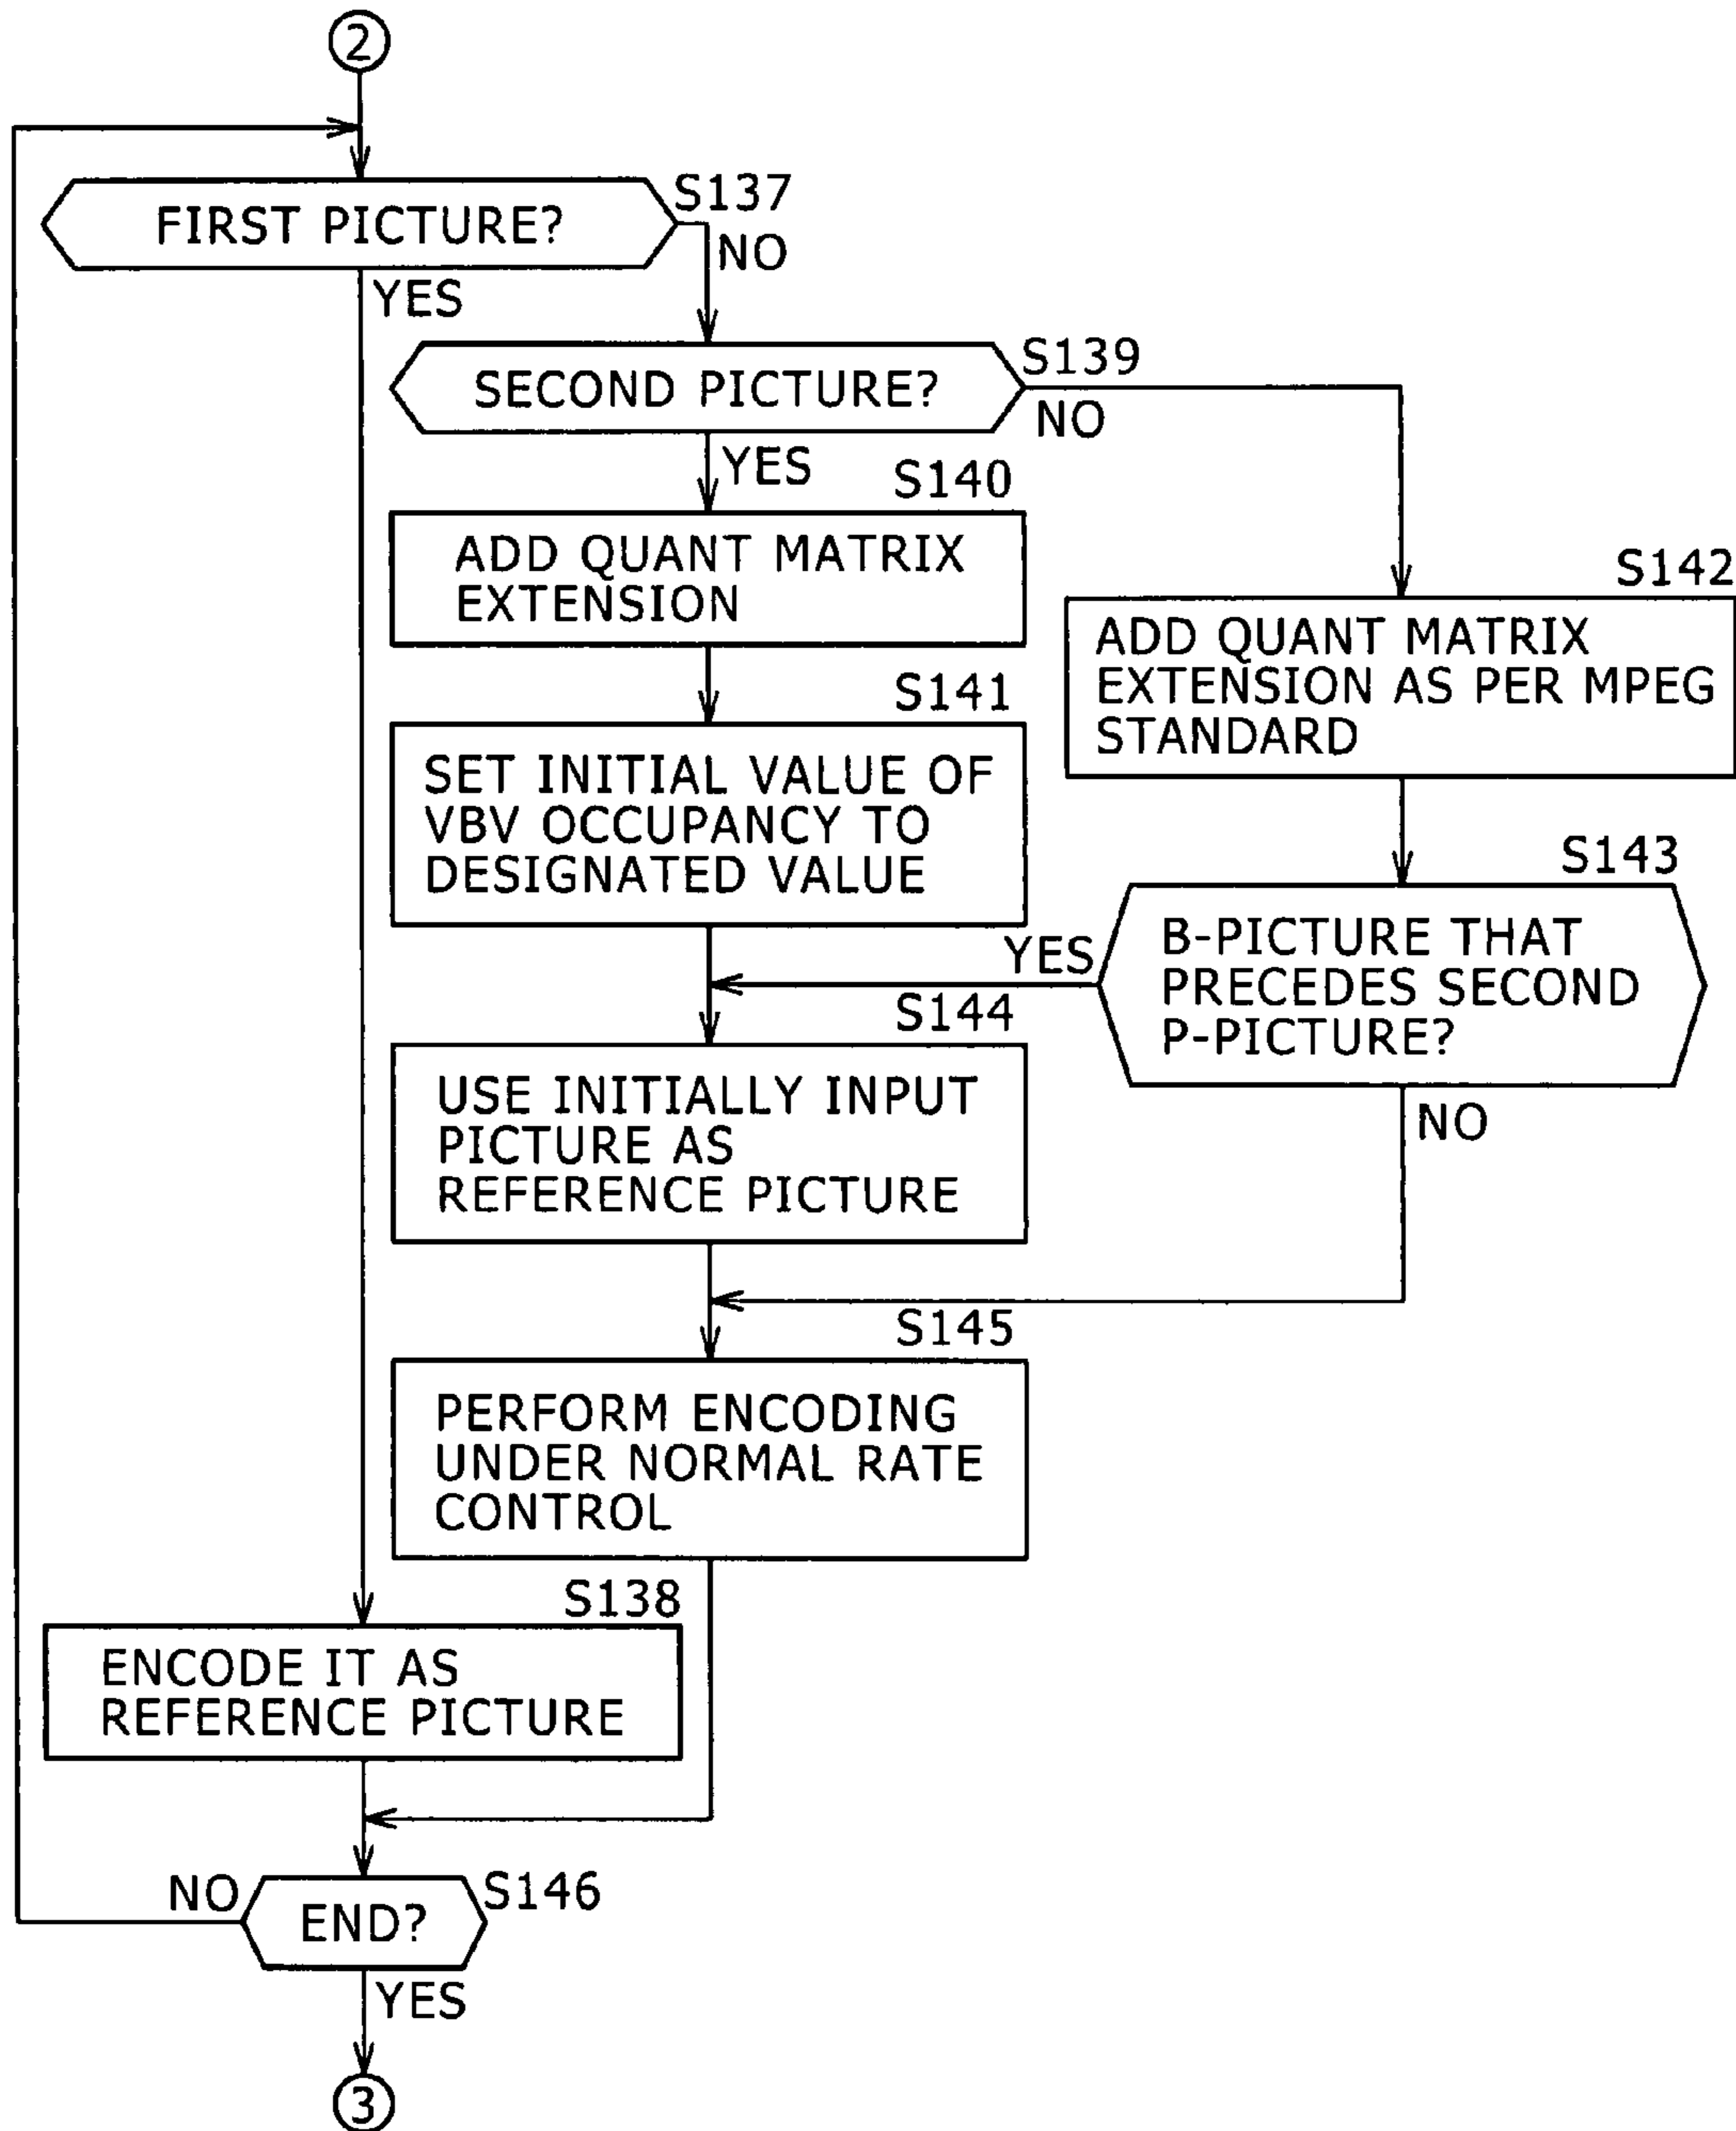 2
FIRST PICTURE?
S137
NO
YES
SECOND PICTURE?
S139
NO
YES
S140
ADD QUANT MATRIX
EXTENSION
S142
ADD QUANT MATRIX
EXTENSION AS PER MPEG
STANDARD
S141
SET INITIAL VALUE OF
VBV OCCUPANCY TO
DESIGNATED VALUE
S143
B-PICTURE THAT
PRECEDES SECOND
P-PICTURE?
YES
NO
S144
USE INITIALLY INPUT
PICTURE AS
REFERENCE PICTURE
S145
PERFORM ENCODING
UNDER NORMAL RATE
CONTROL
S138
ENCODE IT AS
REFERENCE PICTURE
NO
END?
S146
YES
3